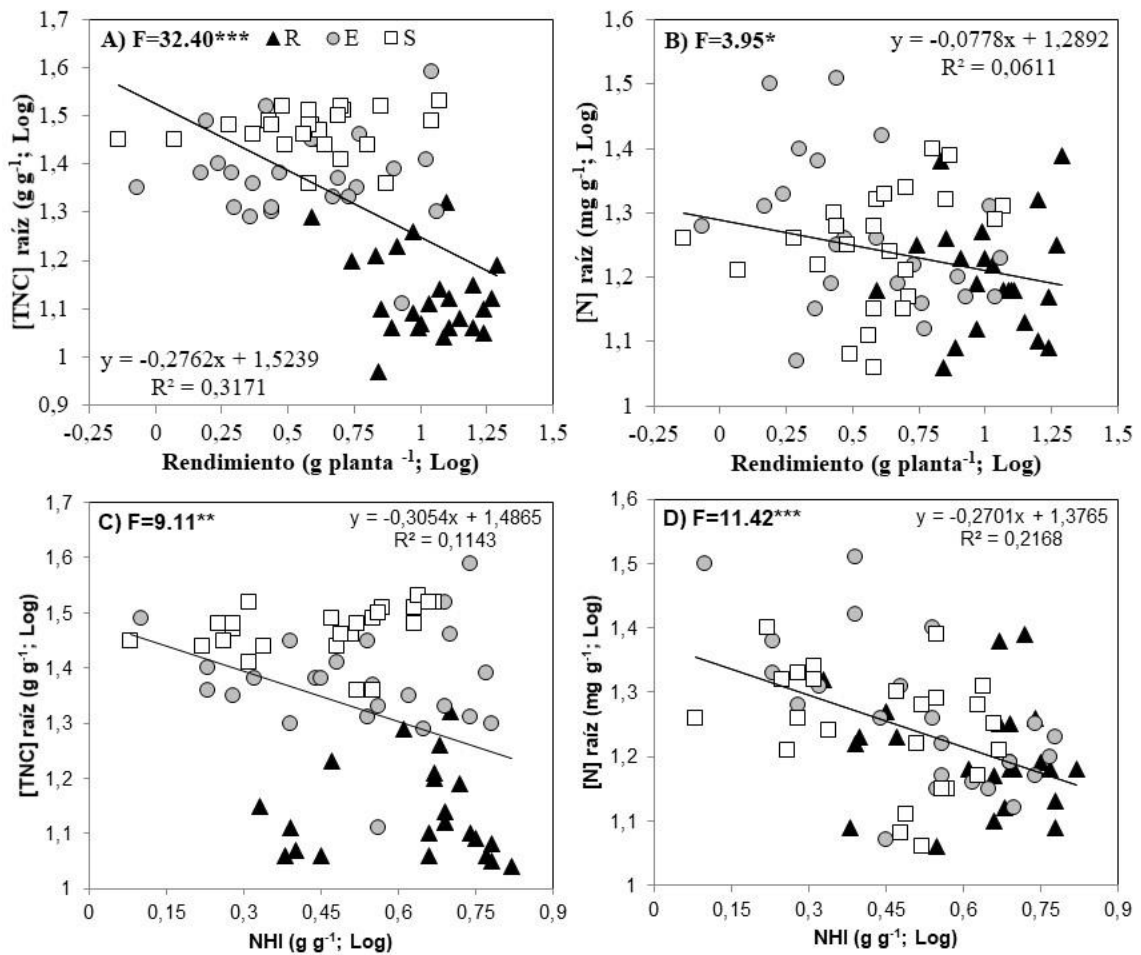 A) F=32.40*** ▲ R ● E □ S
1,7
1,6
1,5
1,4
1,3
1,2
1,1
1
0,9
[TNC] raíz (g g⁻¹; Log)
y = -0,2762x + 1,5239
R² = 0,3171
-0,25 0 0,25 0,5 0,75 1 1,25 1,5
Rendimiento (g planta ⁻¹; Log)
B) F=3.95*
y = -0,0778x + 1,2892
R² = 0,0611
1,6
1,5
1,4
1,3
1,2
1,1
1
[N] raíz (mg g⁻¹; Log)
-0,25 0 0,25 0,5 0,75 1 1,25 1,5
Rendimiento (g planta⁻¹; Log)
C) F=9.11**
y = -0,3054x + 1,4865
R² = 0,1143
1,7
1,6
1,5
1,4
1,3
1,2
1,1
1
[TNC] raíz (g g⁻¹; Log)
0 0,15 0,3 0,45 0,6 0,75 0,9
NHI (g g⁻¹; Log)
D) F=11.42***
y = -0,2701x + 1,3765
R² = 0,2168
1,6
1,5
1,4
1,3
1,2
1,1
1
[N] raíz (mg g⁻¹; Log)
0 0,15 0,3 0,45 0,6 0,75 0,9
NHI (g g⁻¹; Log)